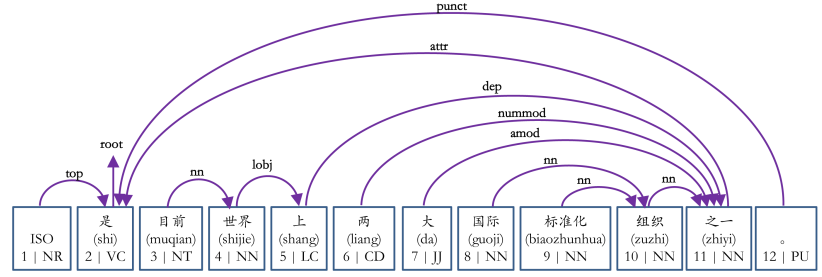 punct
attr
dep
nummod
root
amod
nn
top
nn
lobj
nn
nn
ISO
1 | NR
是
(shi)
2 | VC
目前
(muqian)
3 | NT
世界
(shijie)
4 | NN
上
(shang)
5 | LC
两
(liang)
6 | CD
大
(da)
7 | JJ
国际
(guoji)
8 | NN
标准化
(biaozhunhua)
9 | NN
组织
(zuzhi)
10 | NN
之一
(zhiyi)
11 | NN
。
12 | PU